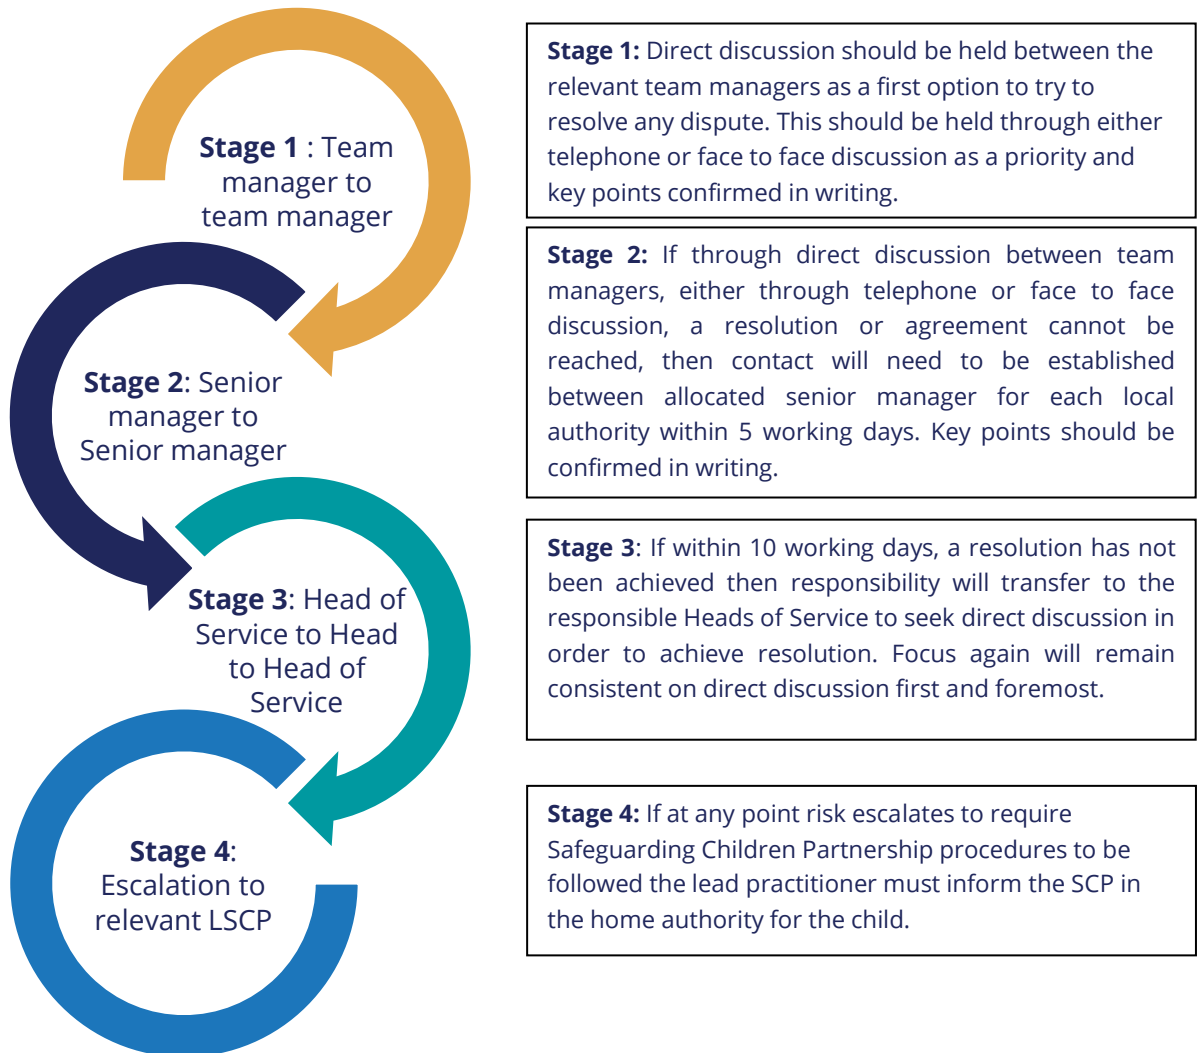 Stage 1 : Team
manager to
team manager
Stage 1: Direct discussion should be held between the
relevant team managers as a first option to try to
resolve any dispute. This should be held through either
telephone or face to face discussion as a priority and
key points confirmed in writing.
Stage 2: Senior
manager to
Senior manager
Stage 2: If through direct discussion between team
managers, either through telephone or face to face
discussion, a resolution or agreement cannot be
reached, then contact will need to be established
between allocated senior manager for each local
authority within 5 working days. Key points should be
confirmed in writing.
Stage 3: Head of
Service to Head
to Head of
Service
Stage 3: If within 10 working days, a resolution has not
been achieved then responsibility will transfer to the
responsible Heads of Service to seek direct discussion in
order to achieve resolution. Focus again will remain
consistent on direct discussion first and foremost.
Stage 4:
Escalation to
relevant LSCP
Stage 4: If at any point risk escalates to require
Safeguarding Children Partnership procedures to be
followed the lead practitioner must inform the SCP in
the home authority for the child.